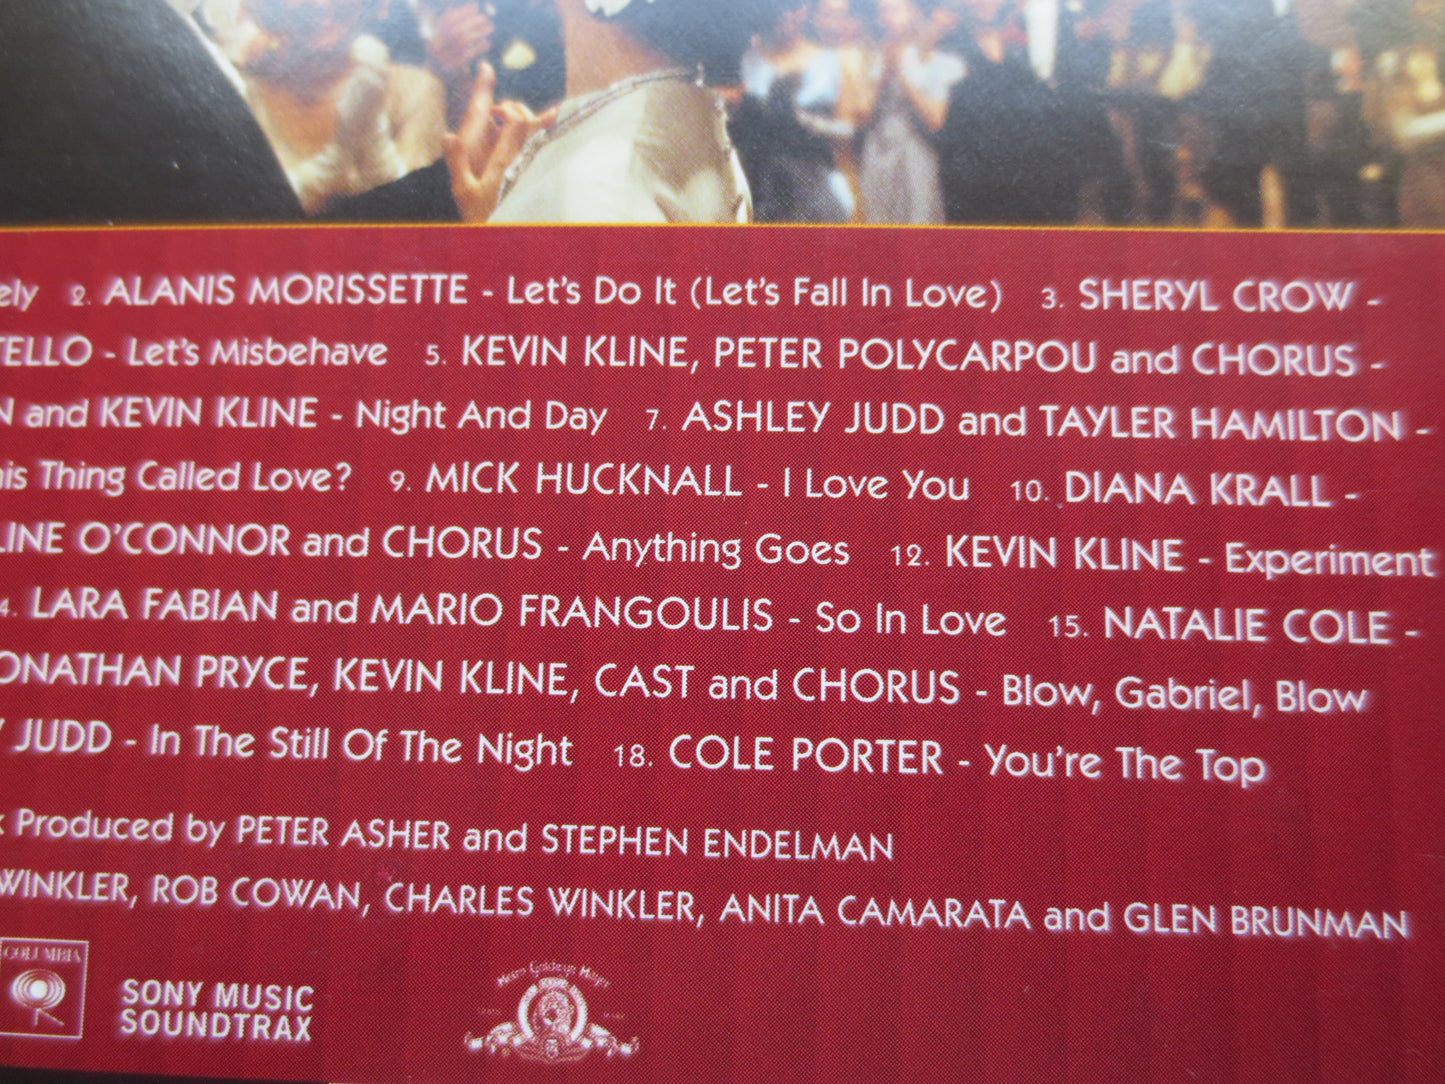 ely 2. ALANIS MORISSETTE - Let's Do It (Let's Fall In Love) 3. SHERYL CROW -
TELLO - Let's Misbehave 5. KEVIN KLINE, PETER POLYCARPOU and CHORUS -
N and KEVIN KLINE - Night And Day 7. ASHLEY JUDD and TAYLER HAMILTON -
his Thing Called Love? 9. MICK HUCKNALL - I Love You 10. DIANA KRALL -
LINE O'CONNOR and CHORUS - Anything Goes 12. KEVIN KLINE - Experiment
4. LARA FABIAN and MARIO FRANGOULIS - So In Love 15. NATALIE COLE -
ONATHAN PRYCE, KEVIN KLINE, CAST and CHORUS - Blow, Gabriel, Blow
Y JUDD - In The Still Of The Night 18. COLE PORTER - You're The Top
k Produced by PETER ASHER and STEPHEN ENDELMAN
WINKLER, ROB COWAN, CHARLES WINKLER, ANITA CAMARATA and GLEN BRUNMAN
COLUMBIA
SONY MUSIC
SOUNDTRAX
Metro Goldwyn Mayer